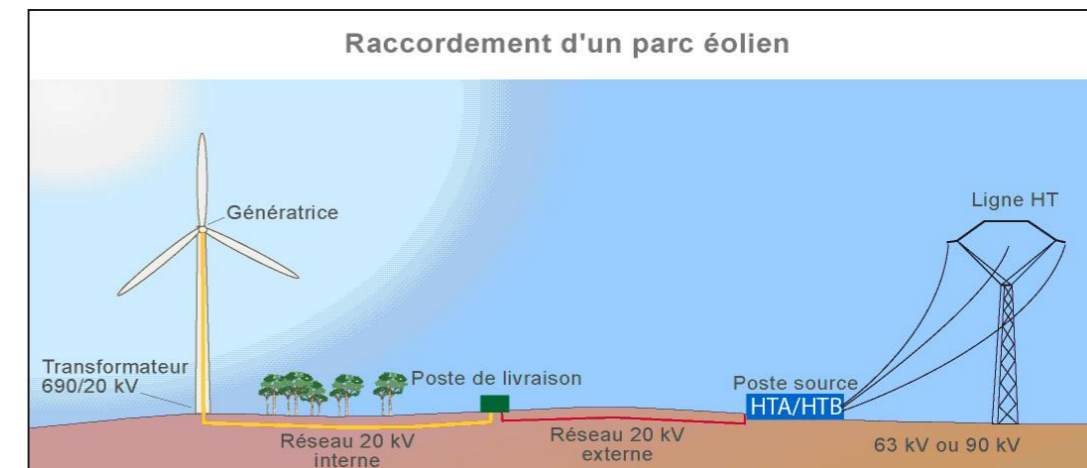 Raccordement d'un parc éolien
Génératrice
Ligne HT
Transformateur
690/20 kV
Poste de livraison
Poste source
HTA/HTB
Réseau 20 kV
interne
Réseau 20 kV
externe
63 kV ou 90 kV